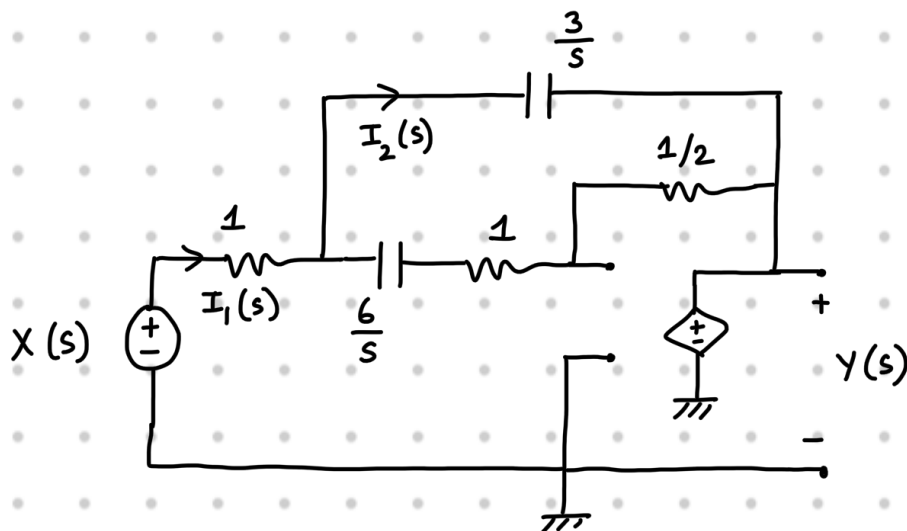 3/s
I₂(s)
1/2
1
1
I₁(s)
6/s
X(s)
+
−
+
−
+
Y(s)
−